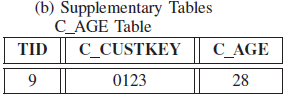 (b) Supplementary Tables
C_AGE Table
TID C_CUSTKEY C_AGE
9 0123 28